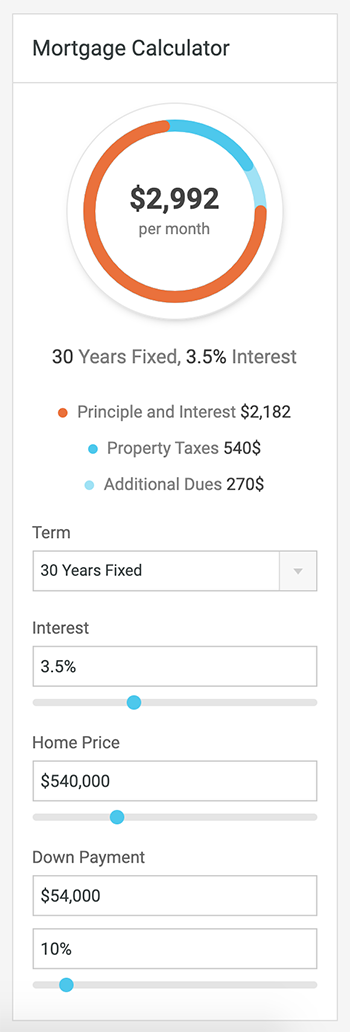 Mortgage Calculator
$2,992
per month
30 Years Fixed, 3.5% Interest
Principle and Interest $2,182
Property Taxes 540$
Additional Dues 270$
Term
30 Years Fixed
Interest
3.5%
Home Price
$540,000
Down Payment
$54,000
10%